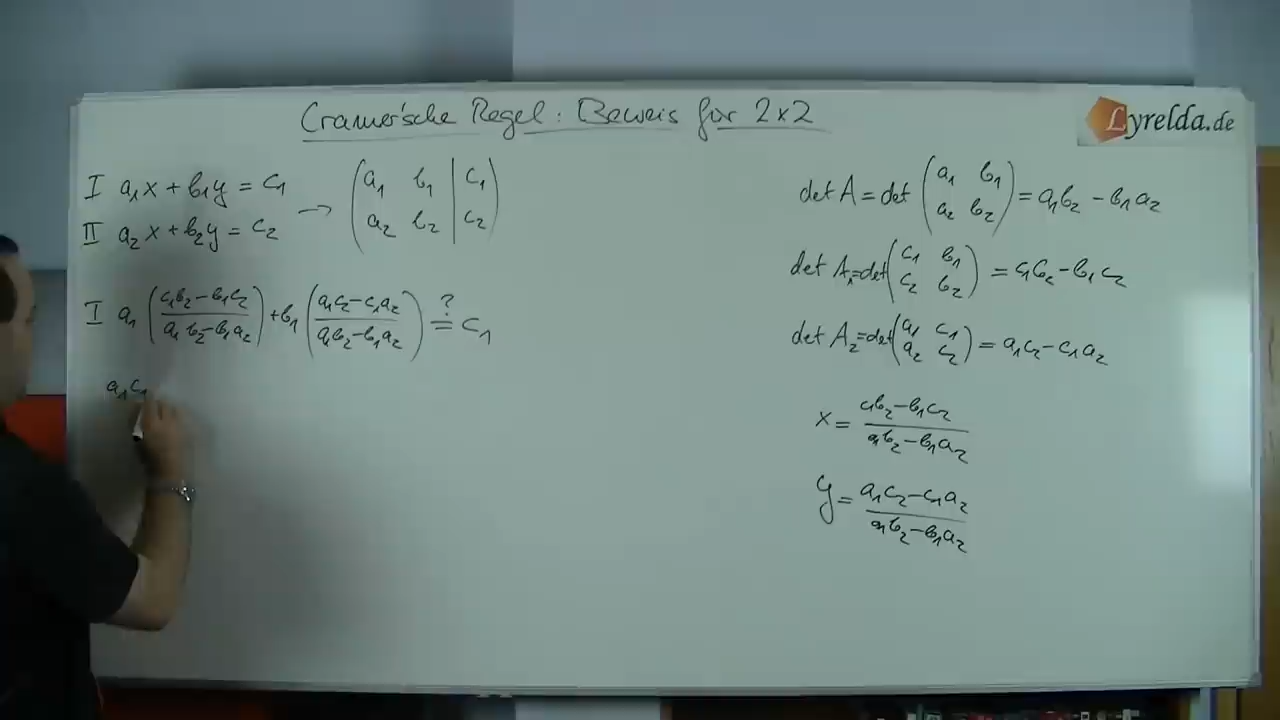 Cramer'sche Regel: Beweis für 2x2
Lyrelda.de
I a₁x + b₁y = c₁
II a₂x + b₂y = c₂
→ (a₁ b₁ | c₁
a₂ b₂ | c₂)
I a₁ ((c₁b₂ − b₁c₂)/(a₁b₂ − b₁a₂)) + b₁ ((a₁c₂ − c₁a₂)/(a₁b₂ − b₁a₂)) ?= c₁
a₁c₁
det A = det (a₁ b₁
a₂ b₂) = a₁b₂ − b₁a₂
det A₁ = det (c₁ b₁
c₂ b₂) = c₁b₂ − b₁c₂
det A₂ = det (a₁ c₁
a₂ c₂) = a₁c₂ − c₁a₂
x = (c₁b₂ − b₁c₂)/(a₁b₂ − b₁a₂)
y = (a₁c₂ − c₁a₂)/(a₁b₂ − b₁a₂)